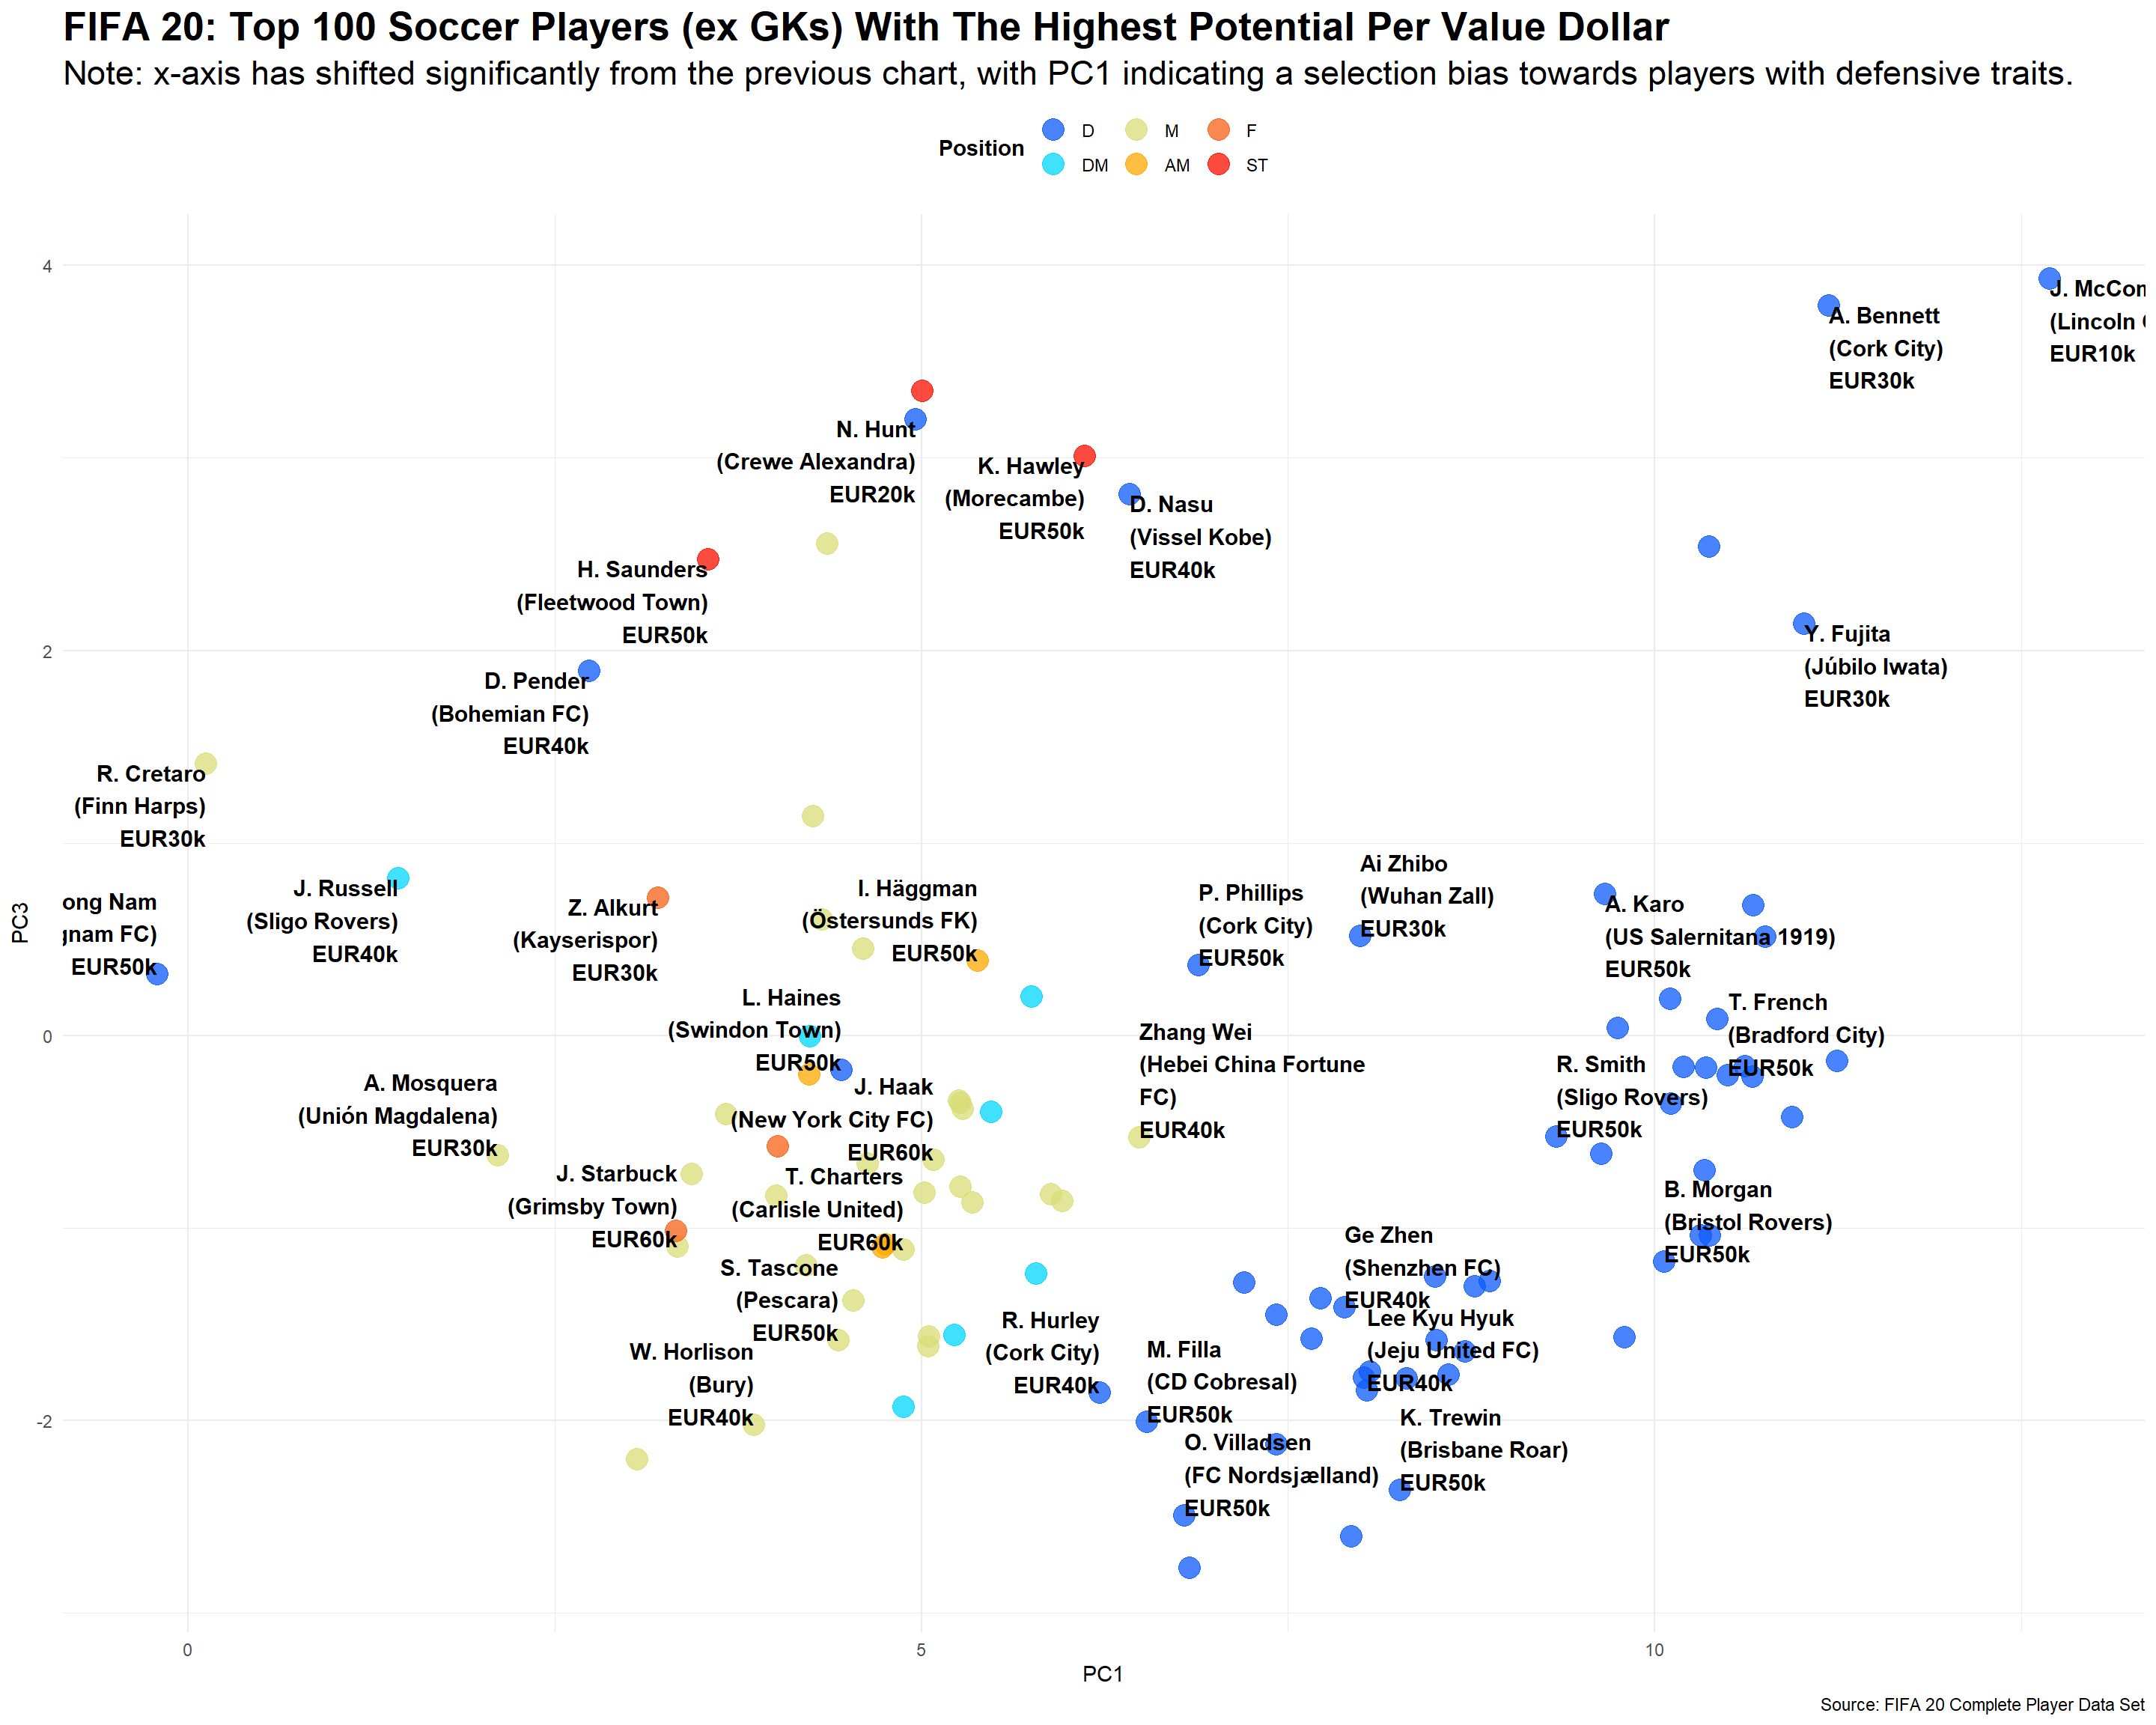 FIFA 20: Top 100 Soccer Players (ex GKs) With The Highest Potential Per Value Dollar
Note: x-axis has shifted significantly from the previous chart, with PC1 indicating a selection bias towards players with defensive traits.
Position
D
M
F
DM
AM
ST
4
2
0
-2
PC3
J. McCon
(Lincoln
EUR10k
A. Bennett
(Cork City)
EUR30k
N. Hunt
(Crewe Alexandra)
EUR20k
K. Hawley
(Morecambe)
EUR50k
D. Nasu
(Vissel Kobe)
EUR40k
H. Saunders
(Fleetwood Town)
EUR50k
Y. Fujita
(Júbilo Iwata)
EUR30k
D. Pender
(Bohemian FC)
EUR40k
R. Cretaro
(Finn Harps)
EUR30k
ong Nam
gnam FC)
EUR50k
J. Russell
(Sligo Rovers)
EUR40k
Z. Alkurt
(Kayserispor)
EUR30k
I. Häggman
(Östersunds FK)
EUR50k
P. Phillips
(Cork City)
EUR50k
Ai Zhibo
(Wuhan Zall)
EUR30k
A. Karo
(US Salernitana 1919)
EUR50k
L. Haines
(Swindon Town)
EUR50k
Zhang Wei
(Hebei China Fortune
FC)
EUR40k
T. French
(Bradford City)
EUR50k
R. Smith
(Sligo Rovers)
EUR50k
A. Mosquera
(Unión Magdalena)
EUR30k
J. Haak
(New York City FC)
EUR60k
J. Starbuck
(Grimsby Town)
EUR60k
T. Charters
(Carlisle United)
EUR60k
B. Morgan
(Bristol Rovers)
EUR50k
S. Tascone
(Pescara)
EUR50k
Ge Zhen
(Shenzhen FC)
EUR40k
Lee Kyu Hyuk
(Jeju United FC)
EUR40k
R. Hurley
(Cork City)
EUR40k
W. Horlison
(Bury)
EUR40k
M. Filla
(CD Cobresal)
EUR50k
K. Trewin
(Brisbane Roar)
EUR50k
O. Villadsen
(FC Nordsjælland)
EUR50k
0
5
10
PC1
Source: FIFA 20 Complete Player Data Set